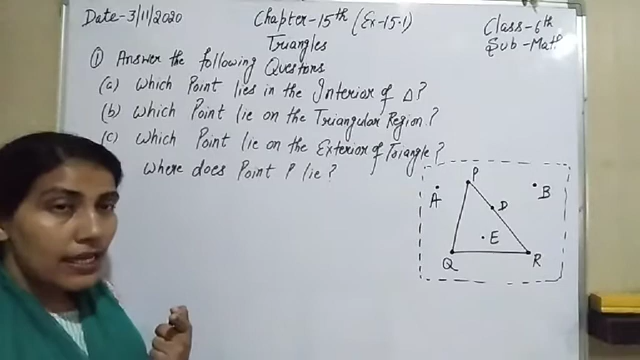 Date-3/11/2020
Chapter-15th (Ex-15.1)
Class-6th
Triangles
Sub-Math
① Answer the following Questons
(a) Which Point lies in the Interior of Δ?
(b) Which Point lie on the Triangular Region?
(c) Which Point lie on the Exterior of Triangle?
Where does Point P lie?
P
A
B
D
E
Q
R